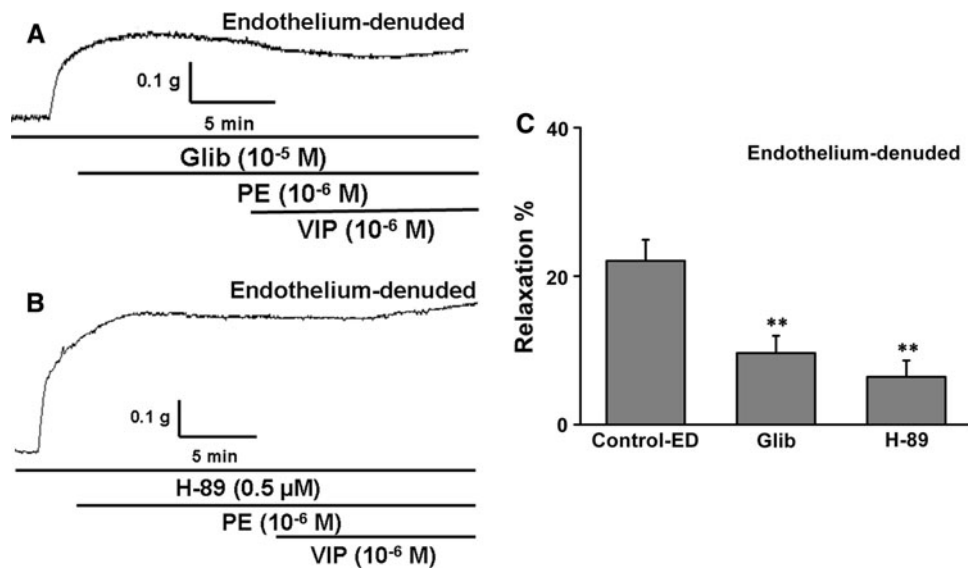 A
Endothelium-denuded
0.1 g
5 min
Glib (10⁻⁵ M)
PE (10⁻⁶ M)
VIP (10⁻⁶ M)
B
Endothelium-denuded
0.1 g
5 min
H-89 (0.5 µM)
PE (10⁻⁶ M)
VIP (10⁻⁶ M)
C
40
Endothelium-denuded
Relaxation %
20
**
**
0
Control-ED Glib H-89